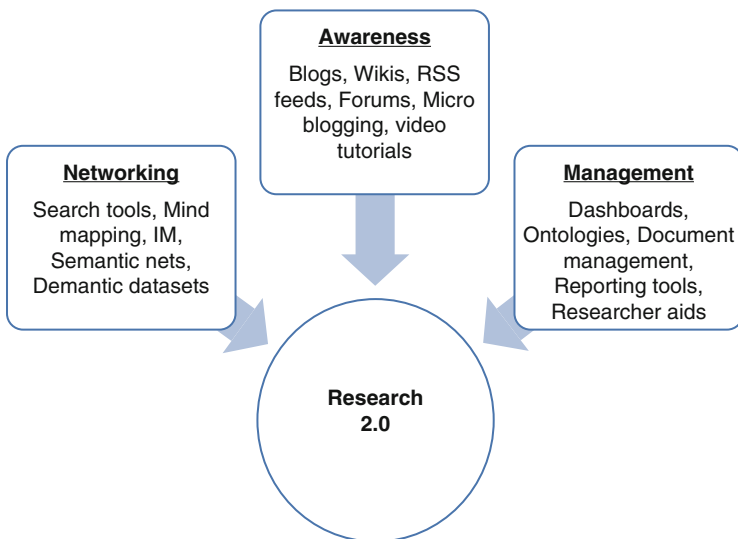 Awareness
Blogs, Wikis, RSS
feeds, Forums, Micro
blogging, video
tutorials
Networking
Search tools, Mind
mapping, IM,
Semantic nets,
Demantic datasets
Management
Dashboards,
Ontologies, Document
management,
Reporting tools,
Researcher aids
Research
2.0